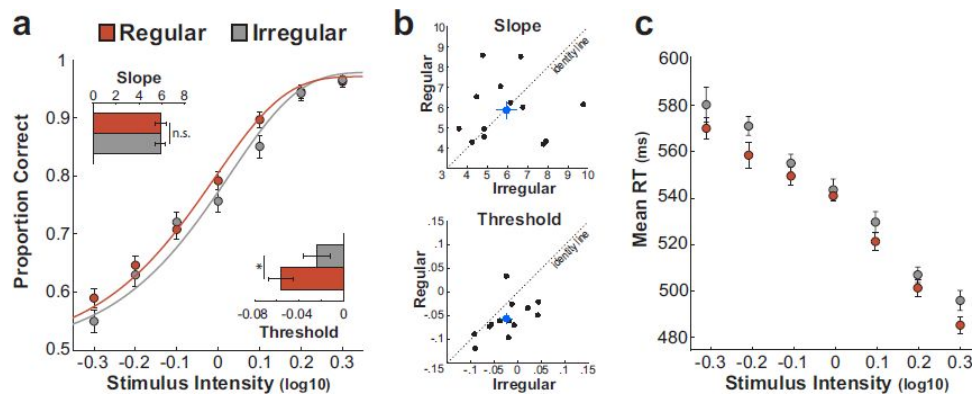 a
Regular
Irregular
Proportion Correct
1
0.9
0.8
0.7
0.6
0.5
Slope
0 2 4 6 8
n.s.
*
-0.08 -0.04 0
Threshold
-0.3 -0.2 -0.1 0 0.1 0.2 0.3
Stimulus Intensity (log10)
b
Slope
Regular
10
9
8
7
6
5
4
3
identity line
3 4 5 6 7 8 9 10
Irregular
Threshold
Regular
.15
.1
.05
0
-.05
-.1
-.15
identity line
-.15 -.1 -.05 0 .05 .1 .15
Irregular
c
Mean RT (ms)
600
580
560
540
520
500
480
-0.3 -0.2 -0.1 0 0.1 0.2 0.3
Stimulus Intensity (log10)